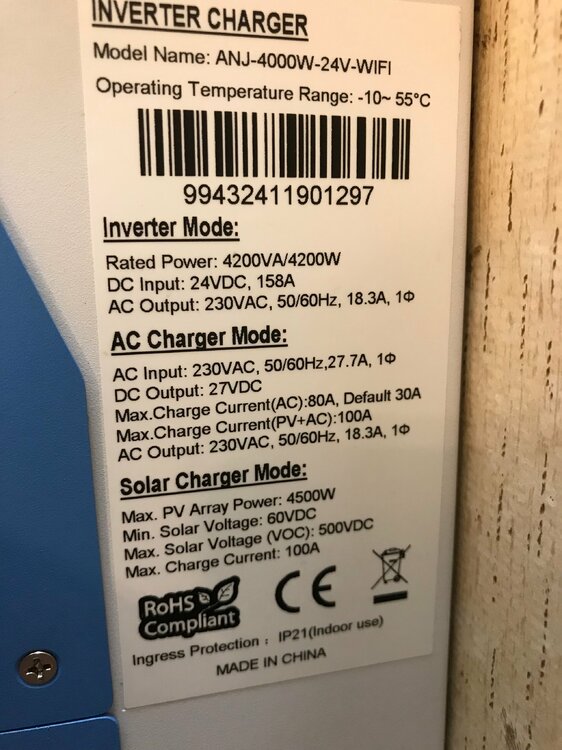 INVERTER CHARGER
Model Name: ANJ-4000W-24V-WIFI
Operating Temperature Range: -10~ 55°C
99432411901297
Inverter Mode:
Rated Power: 4200VA/4200W
DC Input: 24VDC, 158A
AC Output: 230VAC, 50/60Hz, 18.3A, 1Φ
AC Charger Mode:
AC Input: 230VAC, 50/60Hz,27.7A, 1Φ
DC Output: 27VDC
Max.Charge Current(AC):80A, Default 30A
Max.Charge Current(PV+AC):100A
AC Output: 230VAC, 50/60Hz, 18.3A, 1Φ
Solar Charger Mode:
Max. PV Array Power: 4500W
Min. Solar Voltage: 60VDC
Max. Solar Voltage (VOC): 500VDC
Max. Charge Current: 100A
RoHS
Compliant
CE
Ingress Protection : IP21(Indoor use)
MADE IN CHINA